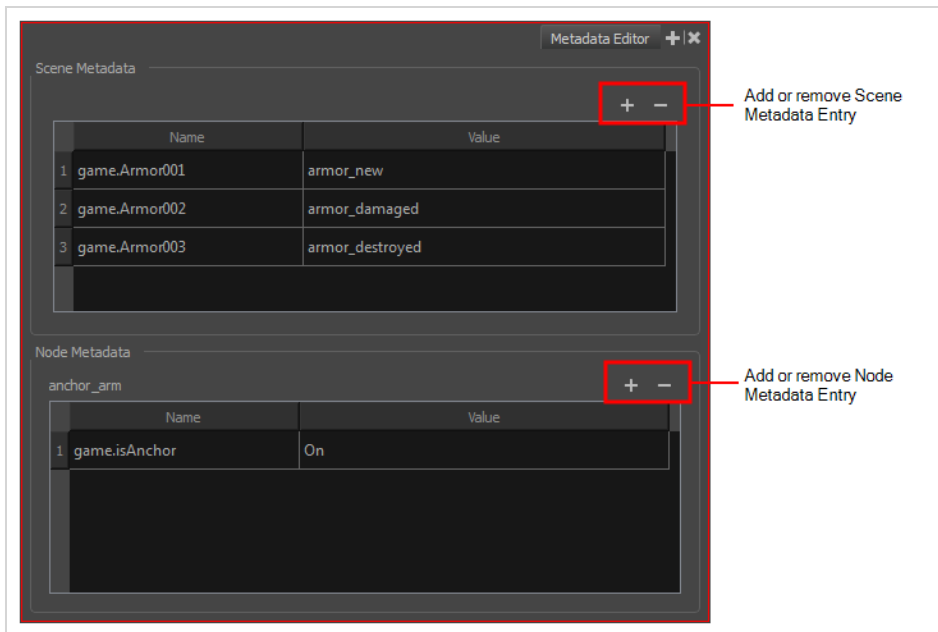 Metadata Editor
Scene Metadata
Add or remove Scene
Metadata Entry
Name Value
1 game.Armor001 armor_new
2 game.Armor002 armor_damaged
3 game.Armor003 armor_destroyed
Node Metadata
anchor_arm
Add or remove Node
Metadata Entry
Name Value
1 game.isAnchor On